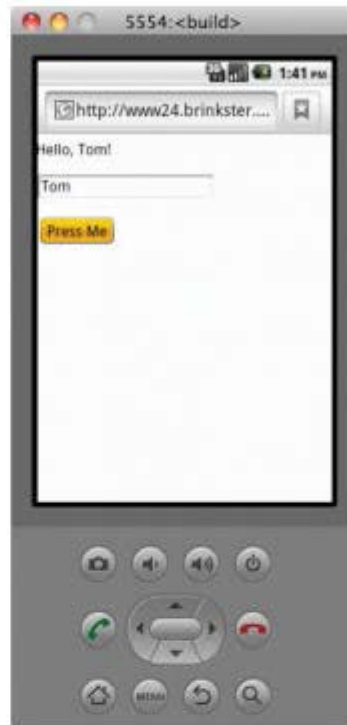 5554:<build>
1:41 PM
http://www24.brinkster....
Hello, Tom!
Tom
Press Me
MENU